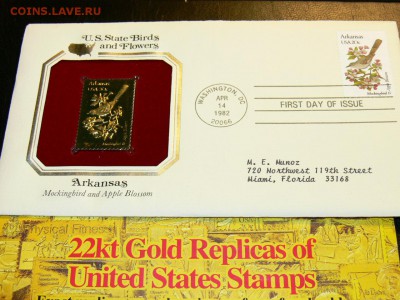 COINS.LAVE.RU
U.S. State Birds
and Flowers
Arkansas
USA 20c
Arkansas
Mockingbird and Apple Blossom
WASHINGTON, DC
APR
14
1982
20066
FIRST DAY OF ISSUE
Arkansas
USA 20c
M. E. Munoz
720 Northwest 119th Street
Miami, Florida 33168
Physical Fitness
22kt Gold Replicas of
United States Stamps